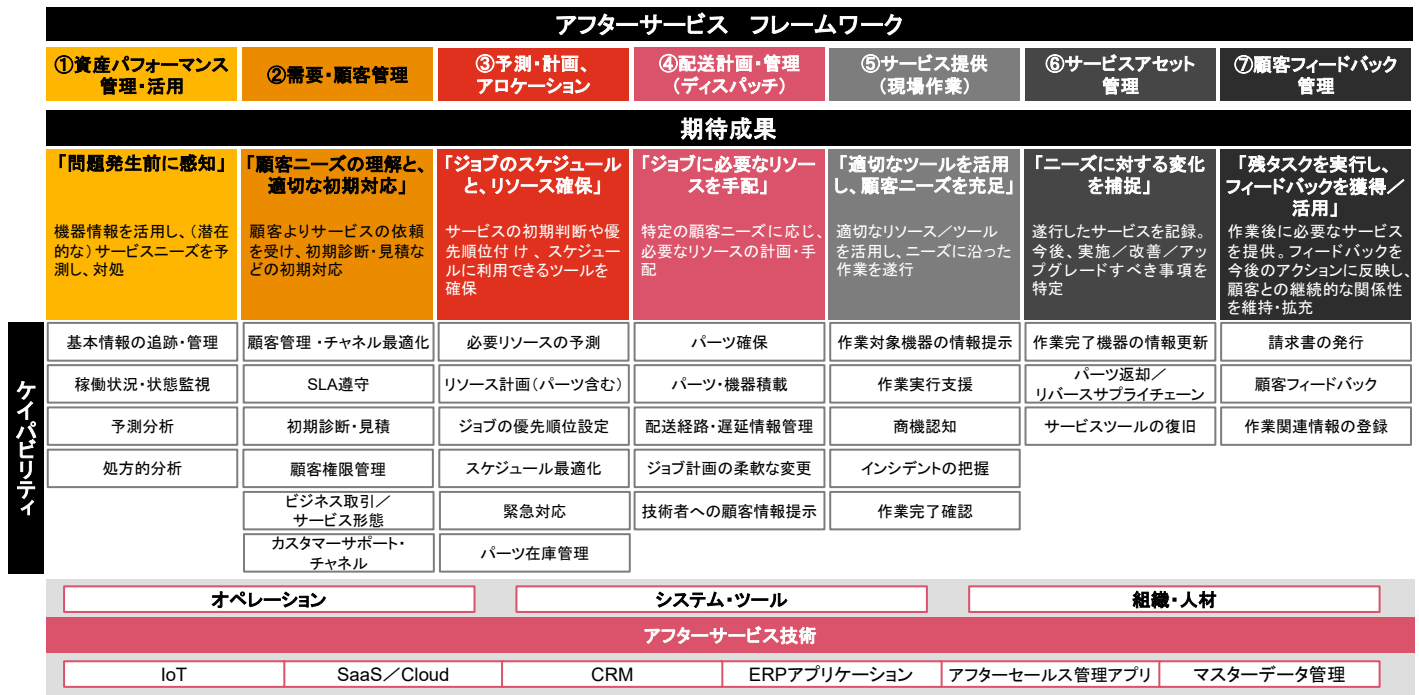 アフターサービス フレームワーク
①資産パフォーマンス
管理・活用
②需要・顧客管理
③予測・計画、
アロケーション
④配送計画・管理
(ディスパッチ)
⑤サービス提供
(現場作業)
⑥サービスアセット
管理
⑦顧客フィードバック
管理
期待成果
「問題発生前に感知」
機器情報を活用し、(潜在
的な)サービスニーズを予
測し、対処
「顧客ニーズの理解と、
適切な初期対応」
顧客よりサービスの依頼
を受け、初期診断・見積な
どの初期対応
「ジョブのスケジュール
と、リソース確保」
サービスの初期判断や優
先順位付け、スケジュー
ルに利用できるツールを
確保
「ジョブに必要なリソー
スを手配」
特定の顧客ニーズに応じ、
必要なリソースの計画・手
配
「適切なツールを活用
し、顧客ニーズを充足」
適切なリソース／ツール
を活用し、ニーズに沿った
作業を遂行
「ニーズに対する変化
を捕捉」
遂行したサービスを記録。
今後、実施／改善／アッ
プグレードすべき事項を
特定
「残タスクを実行し、
フィードバックを獲得／
活用」
作業後に必要なサービス
を提供。フィードバックを
今後のアクションに反映し、
顧客との継続的な関係性
を維持・拡充
ケイパビリティ
基本情報の追跡・管理
稼働状況・状態監視
予測分析
処方的分析
顧客管理・チャネル最適化
SLA遵守
初期診断・見積
顧客権限管理
ビジネス取引／
サービス形態
カスタマーサポート・
チャネル
必要リソースの予測
リソース計画(パーツ含む)
ジョブの優先順位設定
スケジュール最適化
緊急対応
パーツ在庫管理
パーツ確保
パーツ・機器積載
配送経路・遅延情報管理
ジョブ計画の柔軟な変更
技術者への顧客情報提示
作業対象機器の情報提示
作業実行支援
商機認知
インシデントの把握
作業完了確認
作業完了機器の情報更新
パーツ返却／
リバースサプライチェーン
サービスツールの復旧
請求書の発行
顧客フィードバック
作業関連情報の登録
オペレーション
システム・ツール
組織・人材
アフターサービス技術
IoT
SaaS／Cloud
CRM
ERPアプリケーション
アフターセールス管理アプリ
マスターデータ管理